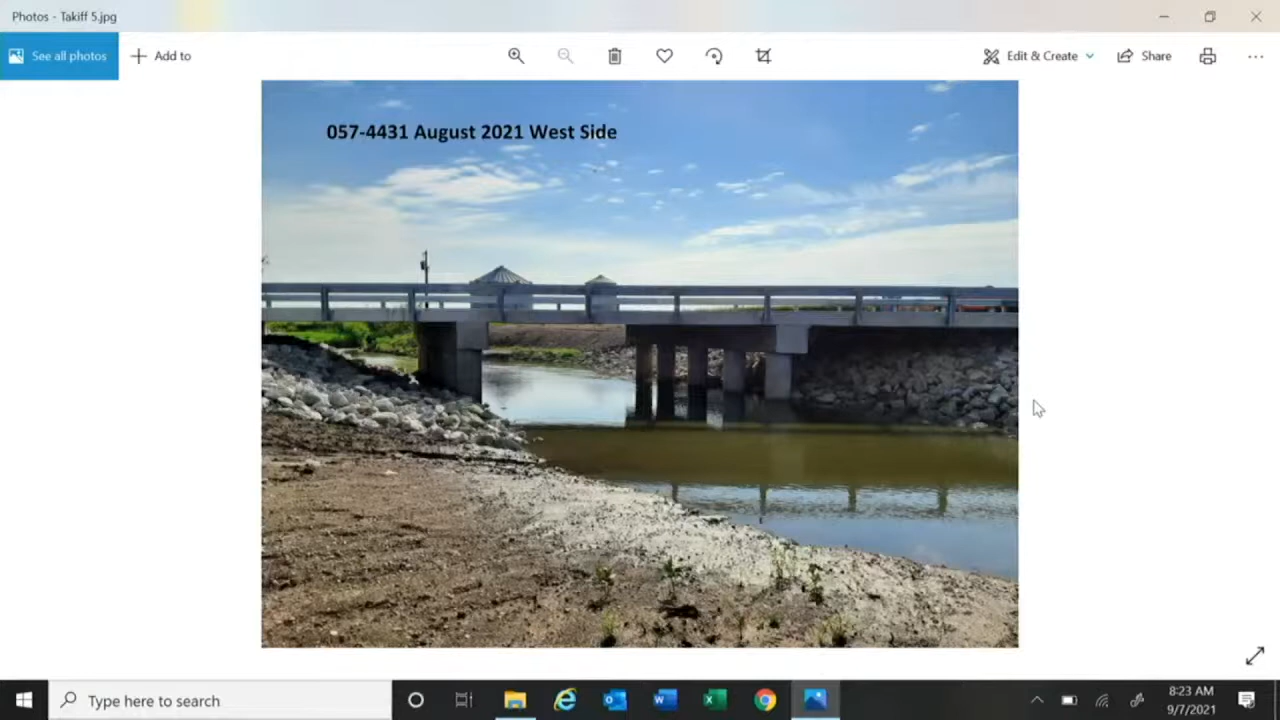 Photos - Takiff 5.jpg
See all photos
Add to
Edit & Create
Share
057-4431 August 2021 West Side
Type here to search
8:23 AM
9/7/2021